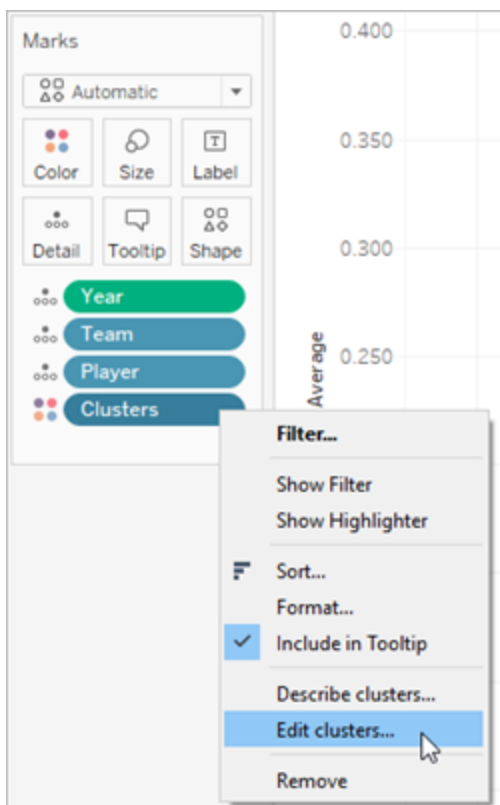 Marks
Automatic
Color Size Label
Detail Tooltip Shape
Year
Team
Player
Clusters
0.400
0.350
0.300
0.250
Average
Filter...
Show Filter
Show Highlighter
Sort...
Format...
Include in Tooltip
Describe clusters...
Edit clusters...
Remove